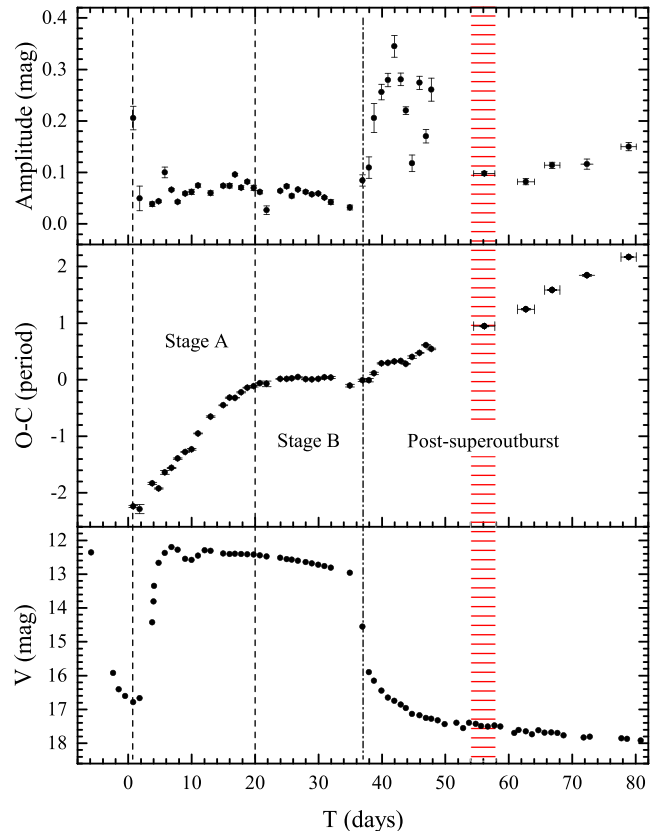 Amplitude (mag)
0.4
0.3
0.2
0.1
0.0
O-C (period)
2
1
0
-1
-2
Stage A
Stage B
Post-superoutburst
V (mag)
12
13
14
15
16
17
18
0 10 20 30 40 50 60 70 80
T (days)